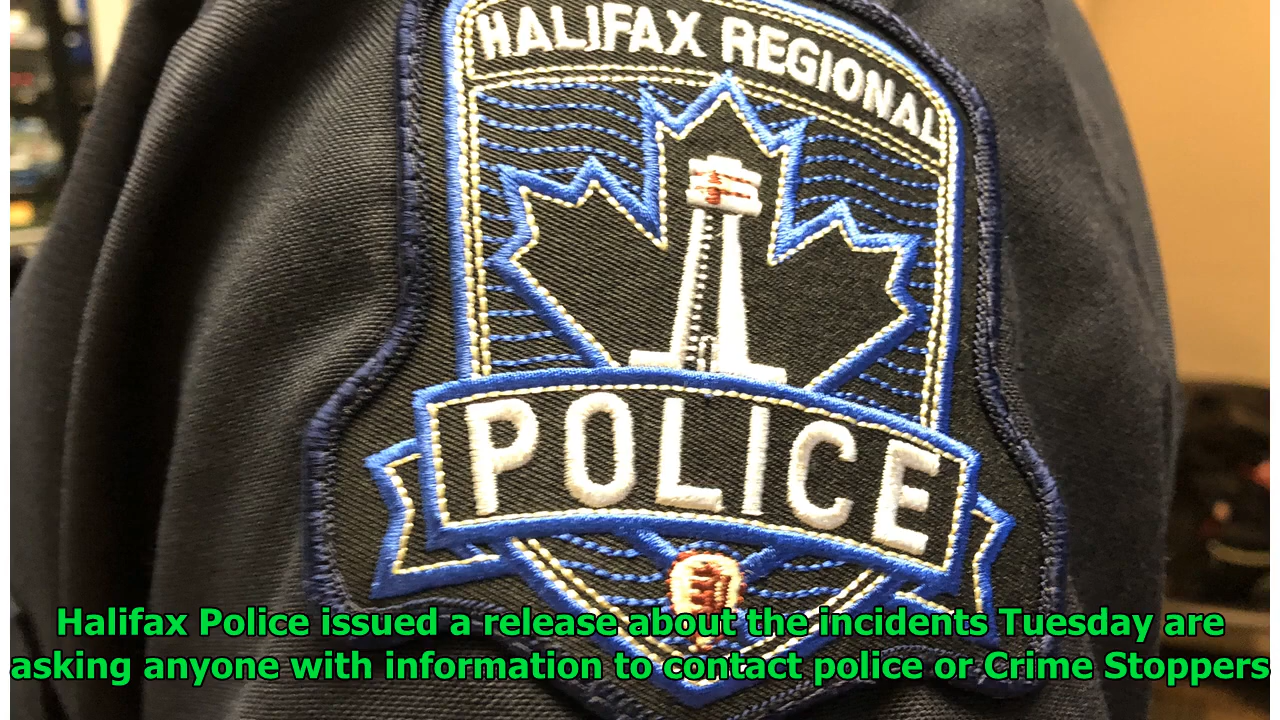 HALIFAX REGIONAL
POLICE
Halifax Police issued a release about the incidents Tuesday are
asking anyone with information to contact police or Crime Stoppers